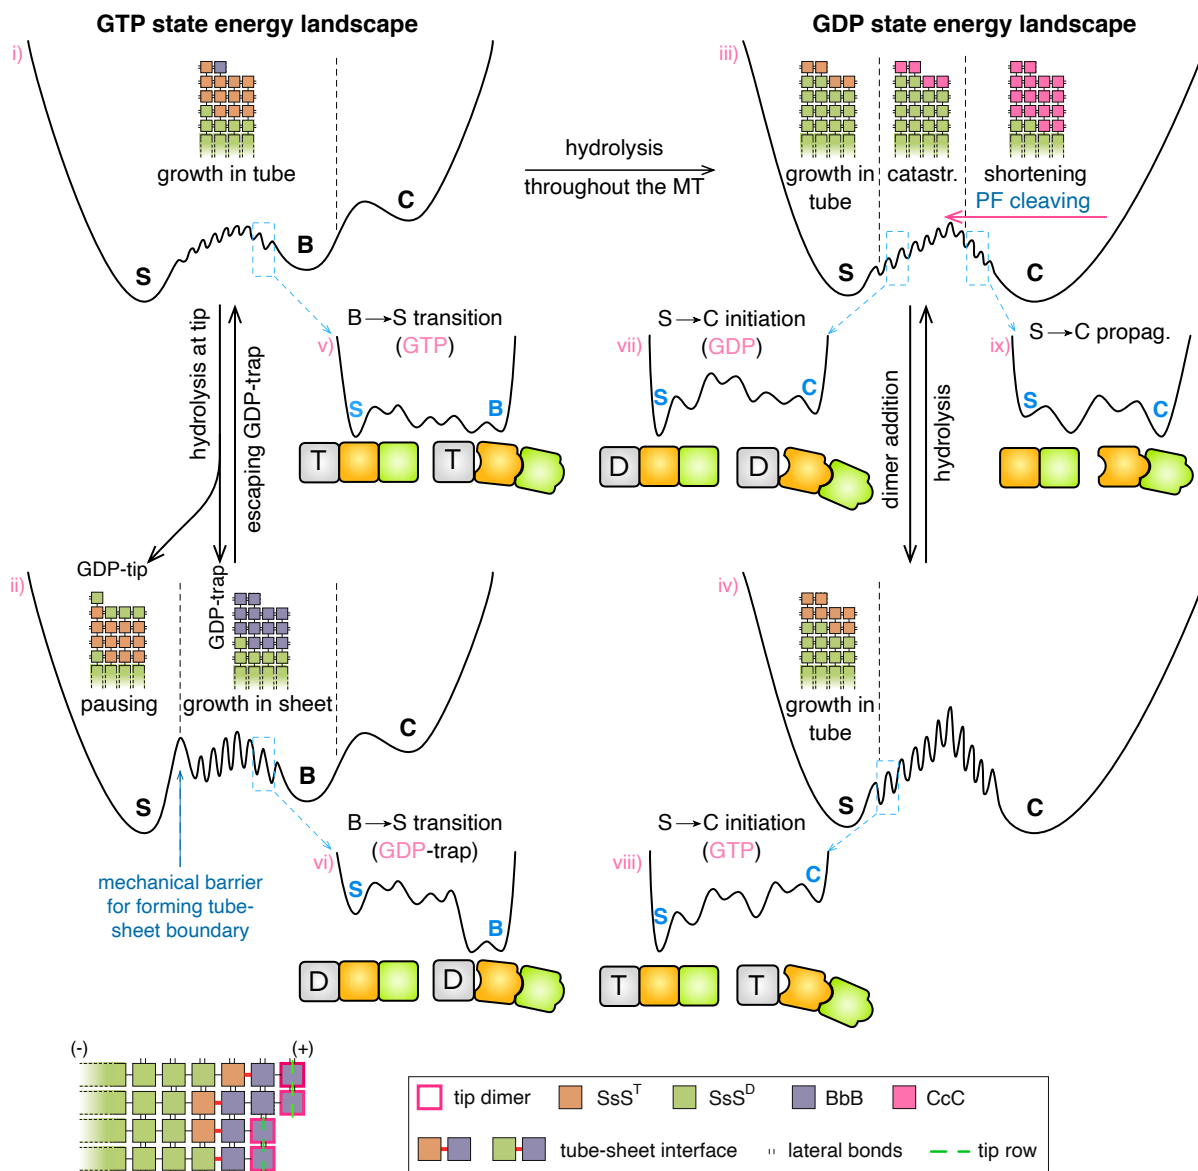 GTP state energy landscape
GDP state energy landscape
i)
growth in tube
S
B
C
hydrolysis
throughout the MT
iii)
growth in
tube
catastr.
shortening
PF cleaving
S
C
hydrolysis at tip
escaping GDP-trap
B→S transition
(GTP)
v)
S
B
T
T
S→C initiation
(GDP)
vii)
S
C
D
D
dimer addition
hydrolysis
S→C propag.
ix)
S
C
GDP-tip
GDP-trap
ii)
pausing
growth in sheet
S
B
C
mechanical barrier
for forming tube-
sheet boundary
iv)
growth in
tube
S
C
B→S transition
(GDP-trap)
vi)
S
B
D
D
S→C initiation
(GTP)
viii)
S
C
T
T
(-)
(+)
tip dimer
SsS^T
SsS^D
BbB
CcC
tube-sheet interface
lateral bonds
tip row